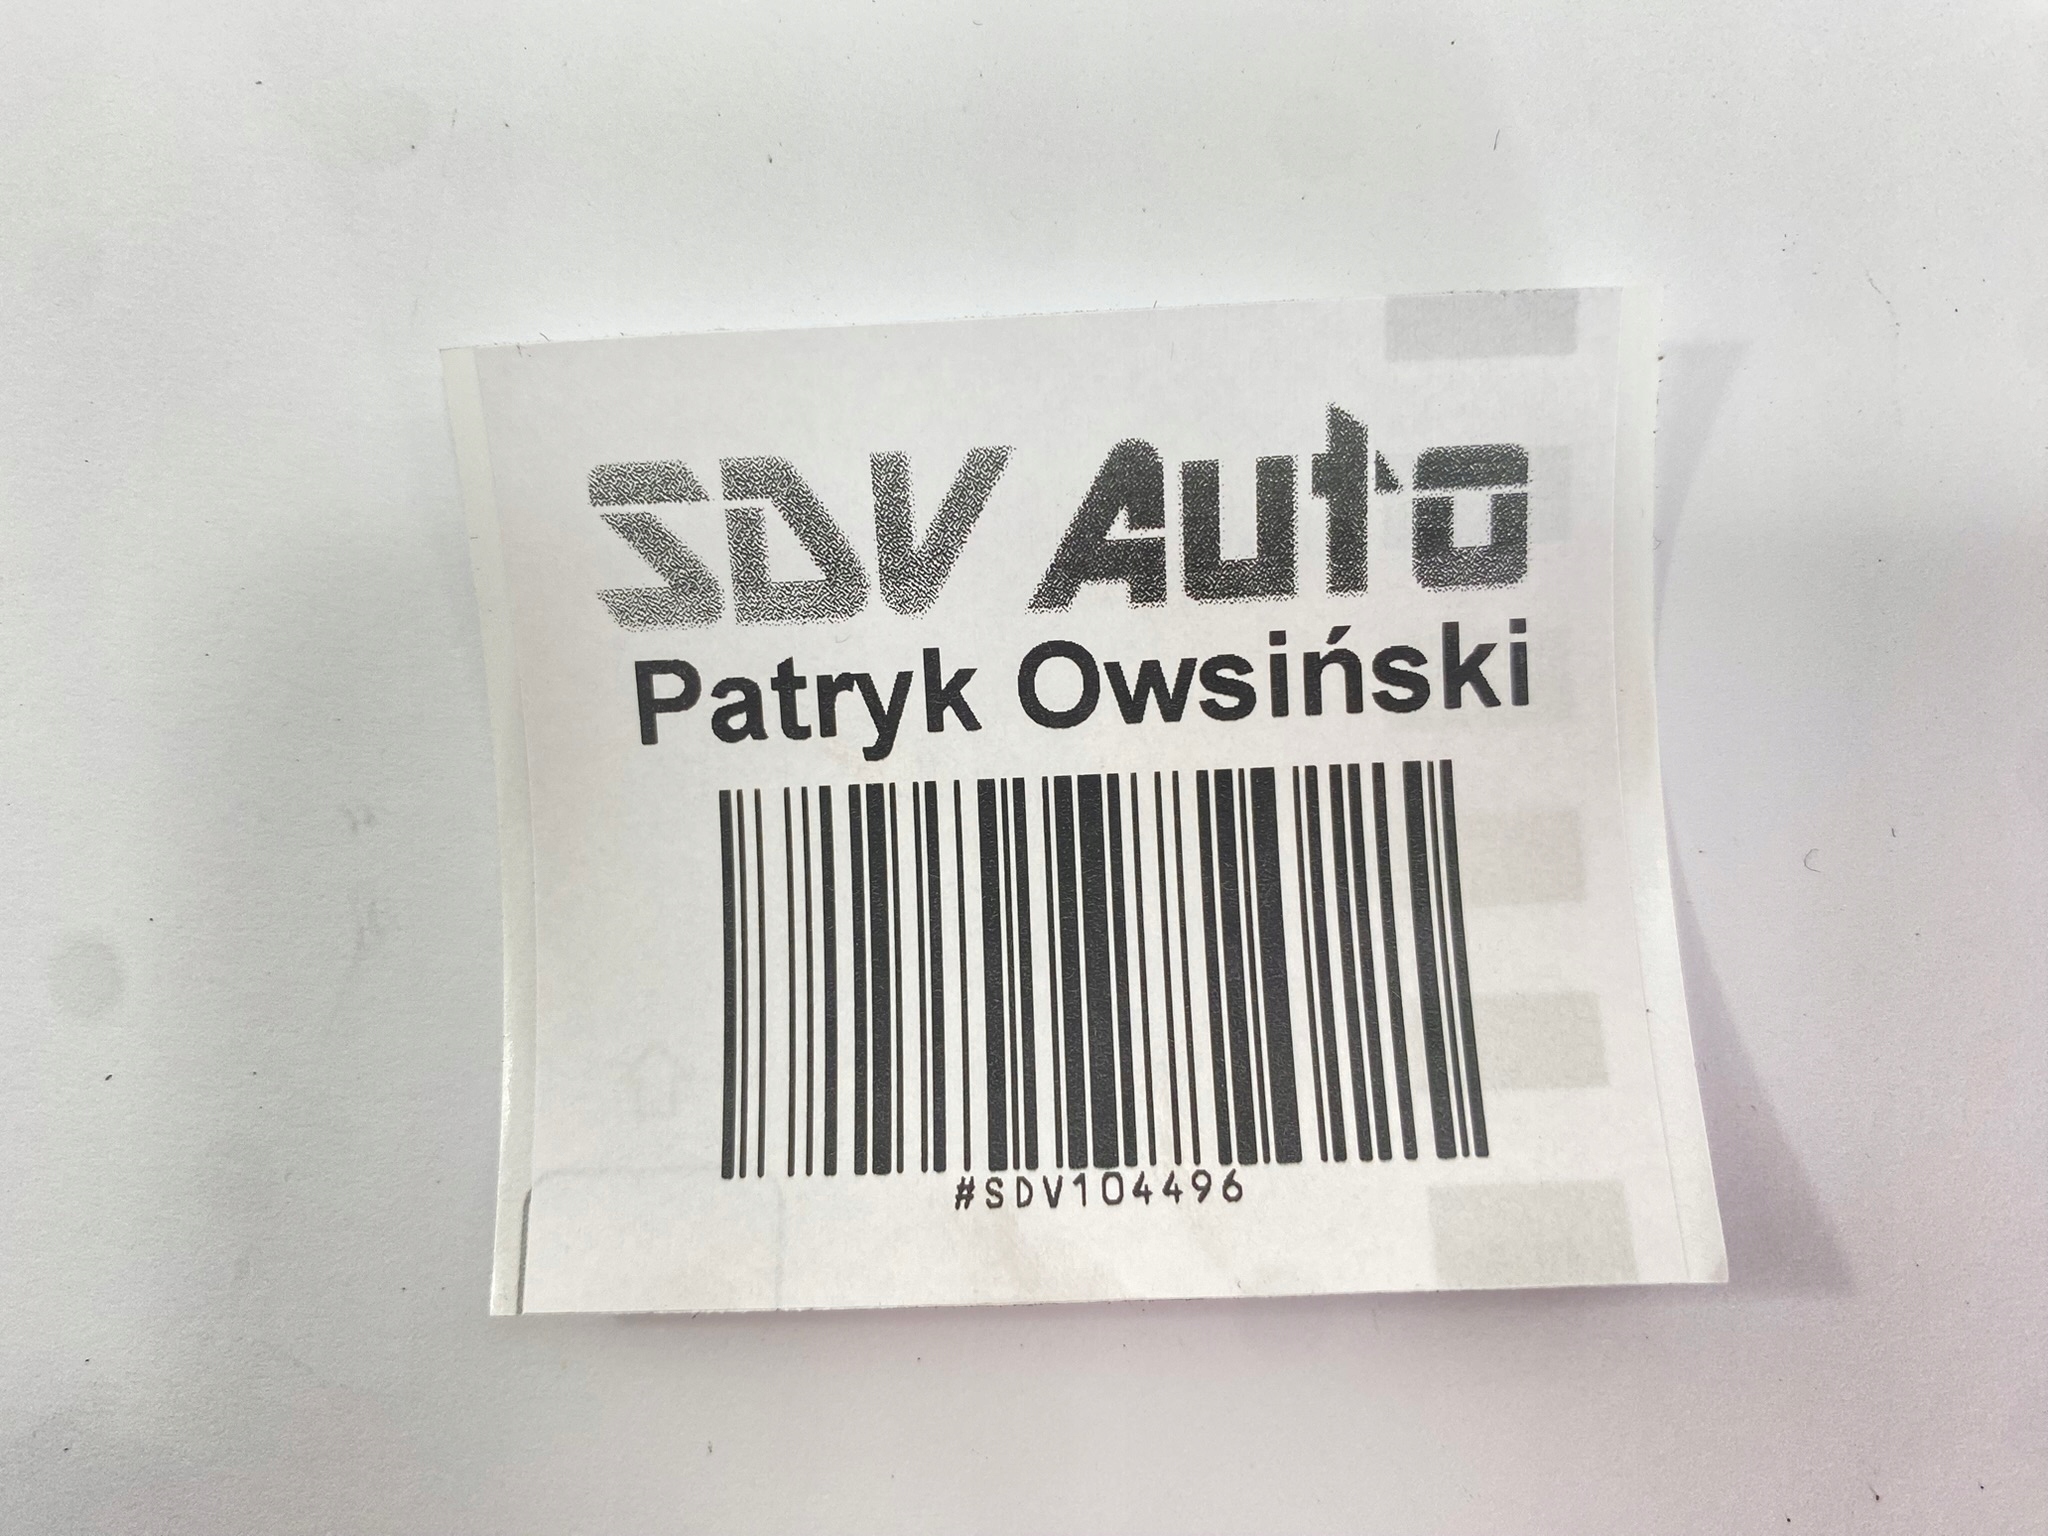 SDV Auto
Patryk Owsiński
#SDV104496